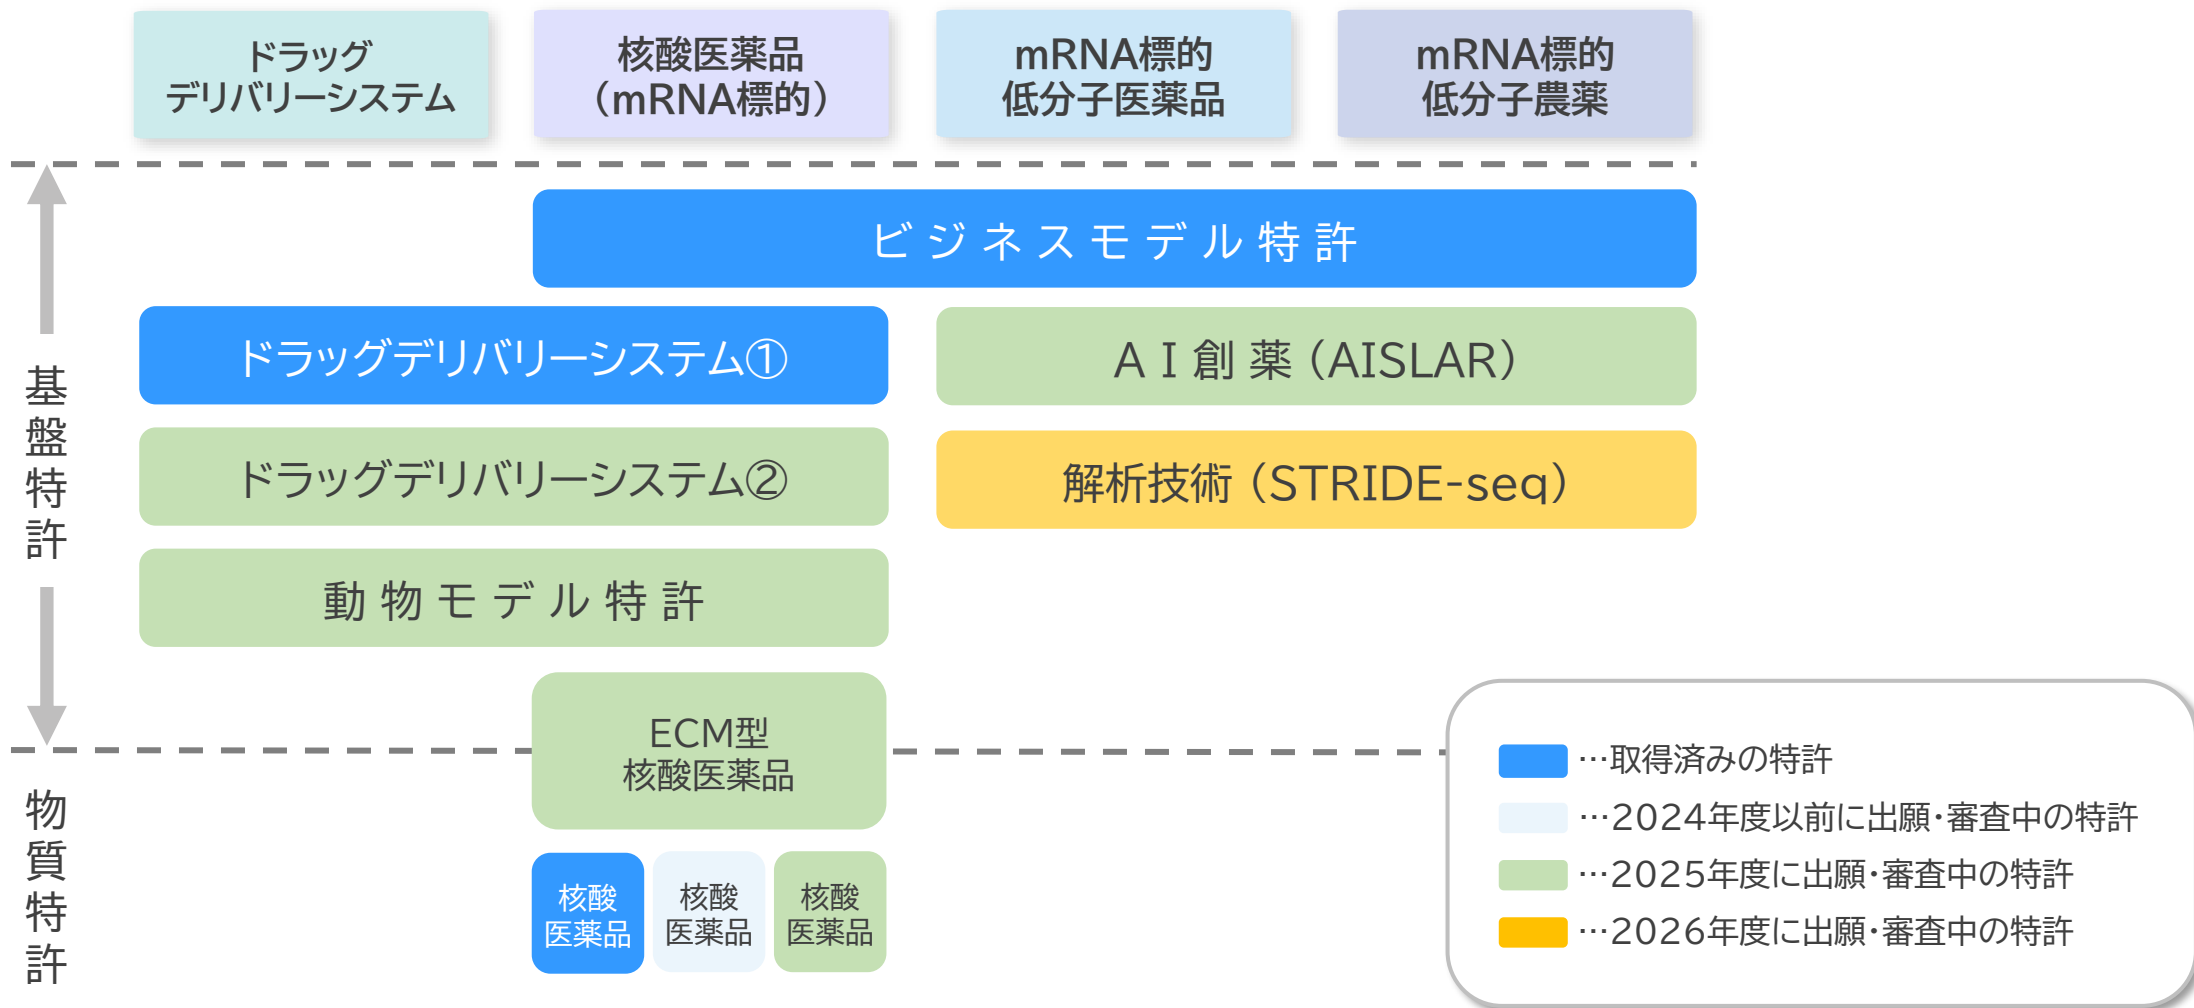 ドラッグ
デリバリーシステム
核酸医薬品
（mRNA標的）
mRNA標的
低分子医薬品
mRNA標的
低分子農薬
基盤特許
ビジネスモデル特許
ドラッグデリバリーシステム①
AI創薬（AISLAR）
ドラッグデリバリーシステム②
解析技術（STRIDE-seq）
動物モデル特許
ECM型
核酸医薬品
物質特許
核酸
医薬品
核酸
医薬品
核酸
医薬品
…取得済みの特許
…2024年度以前に出願・審査中の特許
…2025年度に出願・審査中の特許
…2026年度に出願・審査中の特許